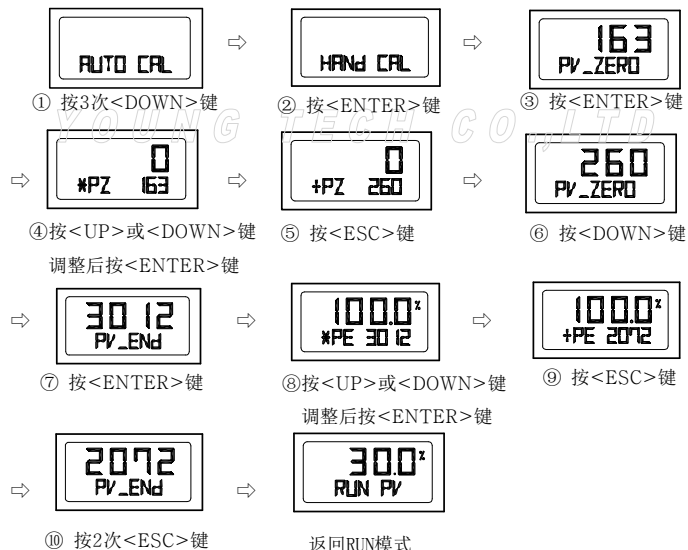 AUTO CAL
① 按3次<DOWN>键
⇨
HANd CAL
② 按<ENTER>键
⇨
163
PV_ZERO
③ 按<ENTER>键
YOUNG TECH CO.,LTD
⇨
0
*PZ 163
④按<UP>或<DOWN>键
调整后按<ENTER>键
⇨
0
+PZ 260
⑤ 按<ESC>键
⇨
260
PV_ZERO
⑥ 按<DOWN>键
⇨
3012
PV_ENd
⑦ 按<ENTER>键
⇨
100.0%
*PE 3012
⑧按<UP>或<DOWN>键
调整后按<ENTER>键
⇨
100.0%
+PE 2072
⑨ 按<ESC>键
⇨
2072
PV_ENd
⑩ 按2次<ESC>键
⇨
30.0%
RUN PV
返回RUN模式